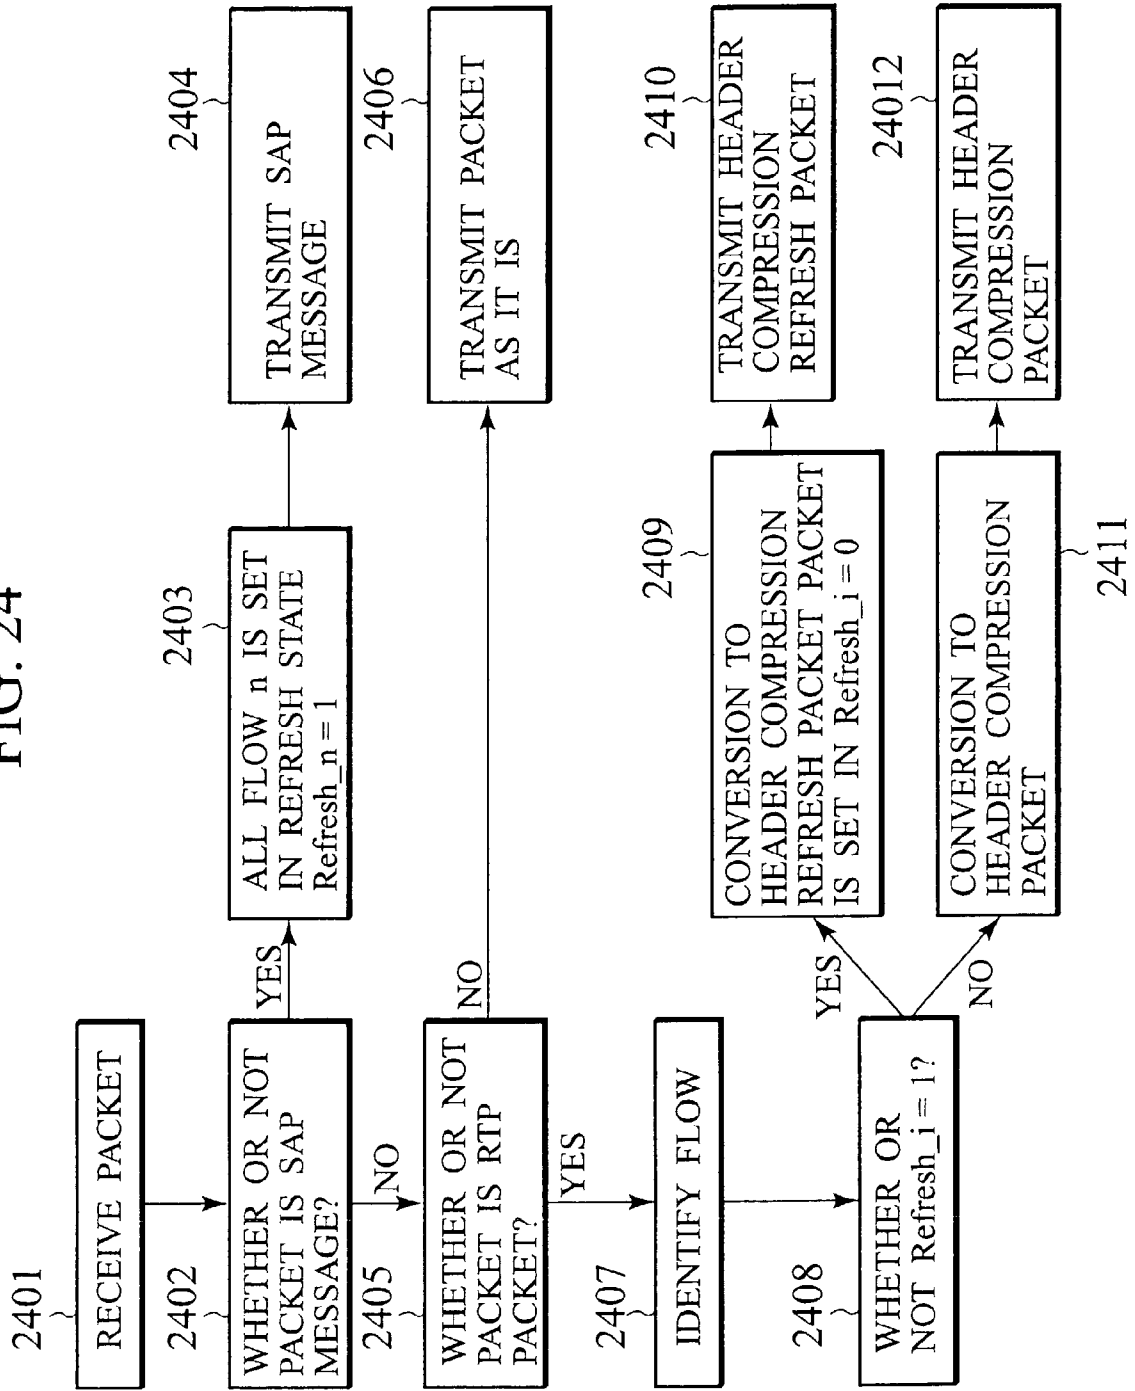 FIG. 24
2401
RECEIVE PACKET
2402
WHETHER OR NOT
PACKET IS SAP
MESSAGE?
YES
NO
2403
ALL FLOW n IS SET
IN REFRESH STATE
Refresh_n = 1
2404
TRANSMIT SAP
MESSAGE
2405
WHETHER OR NOT
PACKET IS RTP
PACKET?
NO
YES
2406
TRANSMIT PACKET
AS IT IS
2407
IDENTIFY FLOW
2408
WHETHER OR
NOT Refresh_i = 1?
YES
NO
2409
CONVERSION TO
HEADER COMPRESSION
REFRESH PACKET PACKET
IS SET IN Refresh_i = 0
2410
TRANSMIT HEADER
COMPRESSION
REFRESH PACKET
CONVERSION TO
HEADER COMPRESSION
PACKET
2411
24012
TRANSMIT HEADER
COMPRESSION
PACKET